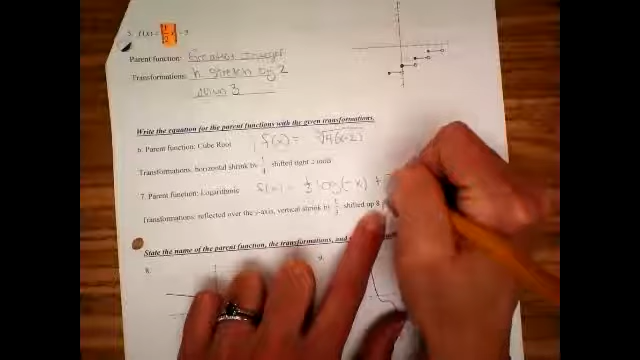 5. f(x) =
Parent function: Greatest Integer
Transformations: h. stretch by 2
down 3
Write the equation for the parent functions with the given transformations.
6. Parent Function: Cube Root f(x) = ∛4(x-2)
Transformations: horizontal shrink by 1/4 shifted right 2 units
7. Parent Function: Logarithmic f(x) = 1/3 log(-x) +
Transformations: reflected over the y-axis, vertical shrink by 1/3 shifted up 8
State the name of the parent function, the transformations, and
8.
9.